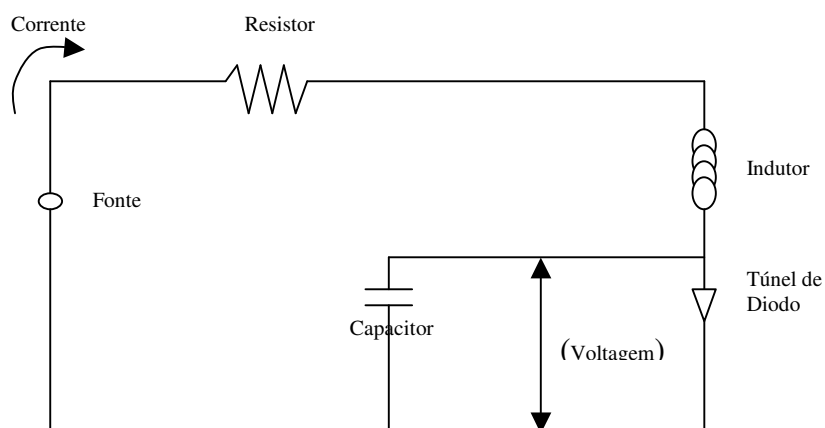 Corrente
Resistor
Indutor
Fonte
Túnel de
Diodo
Capacitor
(Voltagem)